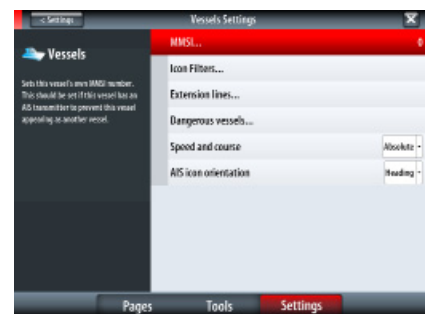 < Settings
Vessels Settings
Vessels
Sets this vessel's own MMSI number.
This should be set if this vessel has an
AIS transmitter to prevent this vessel
appearing as another vessel.
MMSI...
0
Icon Filters...
Extension lines...
Dangerous vessels...
Speed and course
Absolute
AIS icon orientation
Heading
Pages
Tools
Settings